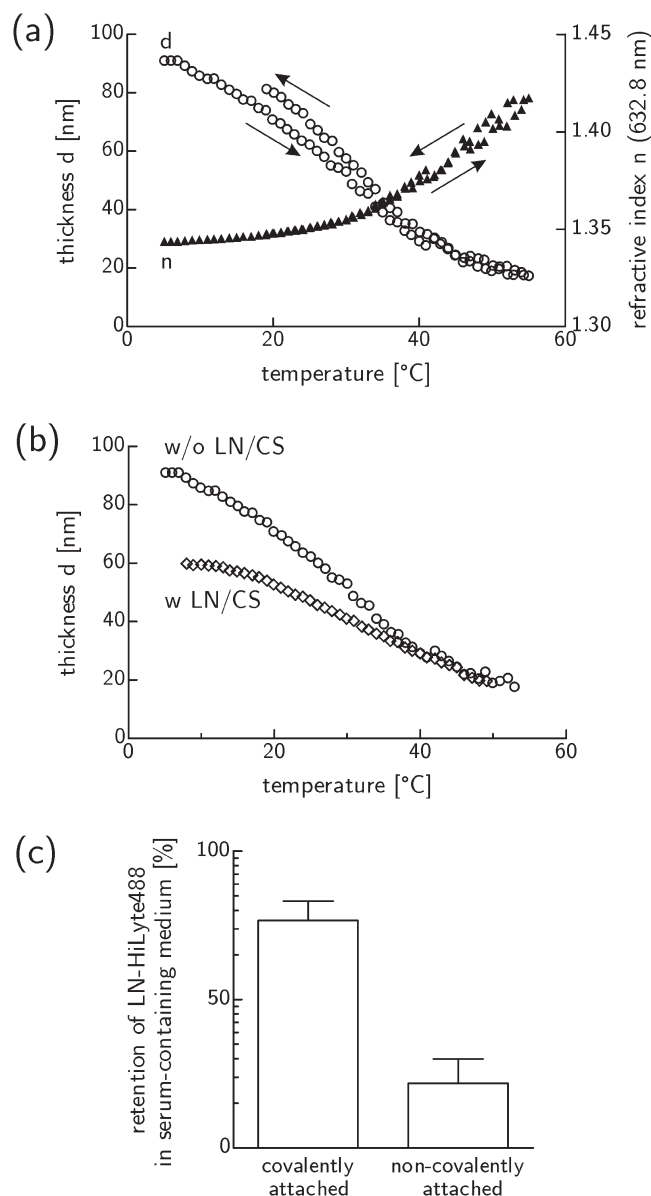 (a)
100
80
60
40
20
0
thickness d [nm]
d
n
20
40
60
temperature [°C]
1.45
1.40
1.35
1.30
refractive index n (632.8 nm)
(b)
100
80
60
40
20
0
thickness d [nm]
w/o LN/CS
w LN/CS
0
20
40
60
temperature [°C]
(c)
100
50
0
retention of LN-HiLyte488
in serum-containing medium [%]
covalently
attached
non-covalently
attached